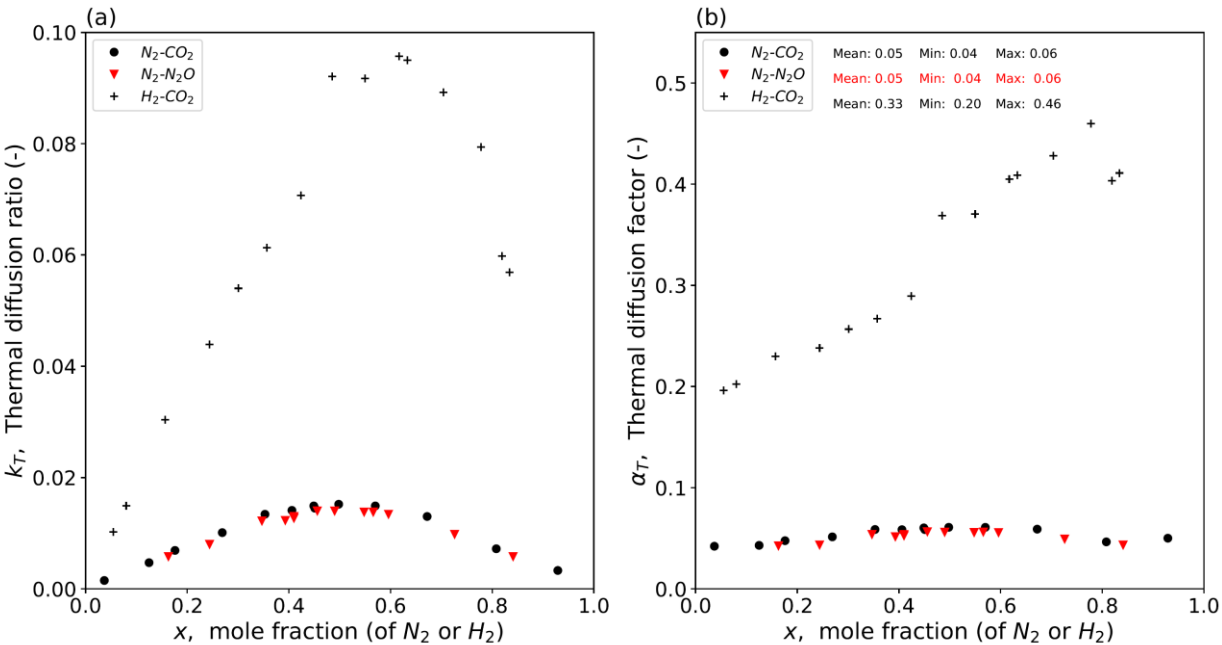 (a)
0.10
0.08
0.06
0.04
0.02
0.00
k_T, Thermal diffusion ratio (-)
N₂-CO₂
N₂-N₂O
H₂-CO₂
0.0 0.2 0.4 0.6 0.8 1.0
x, mole fraction (of N₂ or H₂)
(b)
0.5
0.4
0.3
0.2
0.1
0.0
α_T, Thermal diffusion factor (-)
N₂-CO₂ Mean: 0.05 Min: 0.04 Max: 0.06
N₂-N₂O Mean: 0.05 Min: 0.04 Max: 0.06
H₂-CO₂ Mean: 0.33 Min: 0.20 Max: 0.46
0.0 0.2 0.4 0.6 0.8 1.0
x, mole fraction (of N₂ or H₂)